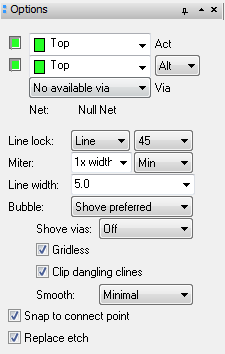 Options
Top Act
Top Alt
No available via Via
Net: Null Net
Line lock: Line 45
Miter: 1x width Min
Line width: 5.0
Bubble: Shove preferred
Shove vias: Off
Gridless
Clip dangling clines
Smooth: Minimal
Snap to connect point
Replace etch